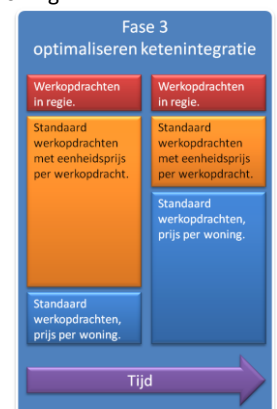 Fase 3
optimaliseren ketenintegratie
Werkopdrachten
in regie.
Standaard
werkopdrachten
met eenheidsprijs
per werkopdracht.
Standaard
werkopdrachten,
prijs per woning.
Werkopdrachten
in regie.
Standaard
werkopdrachten
met eenheidsprijs
per werkopdracht.
Standaard
werkopdrachten,
prijs per woning.
Tijd